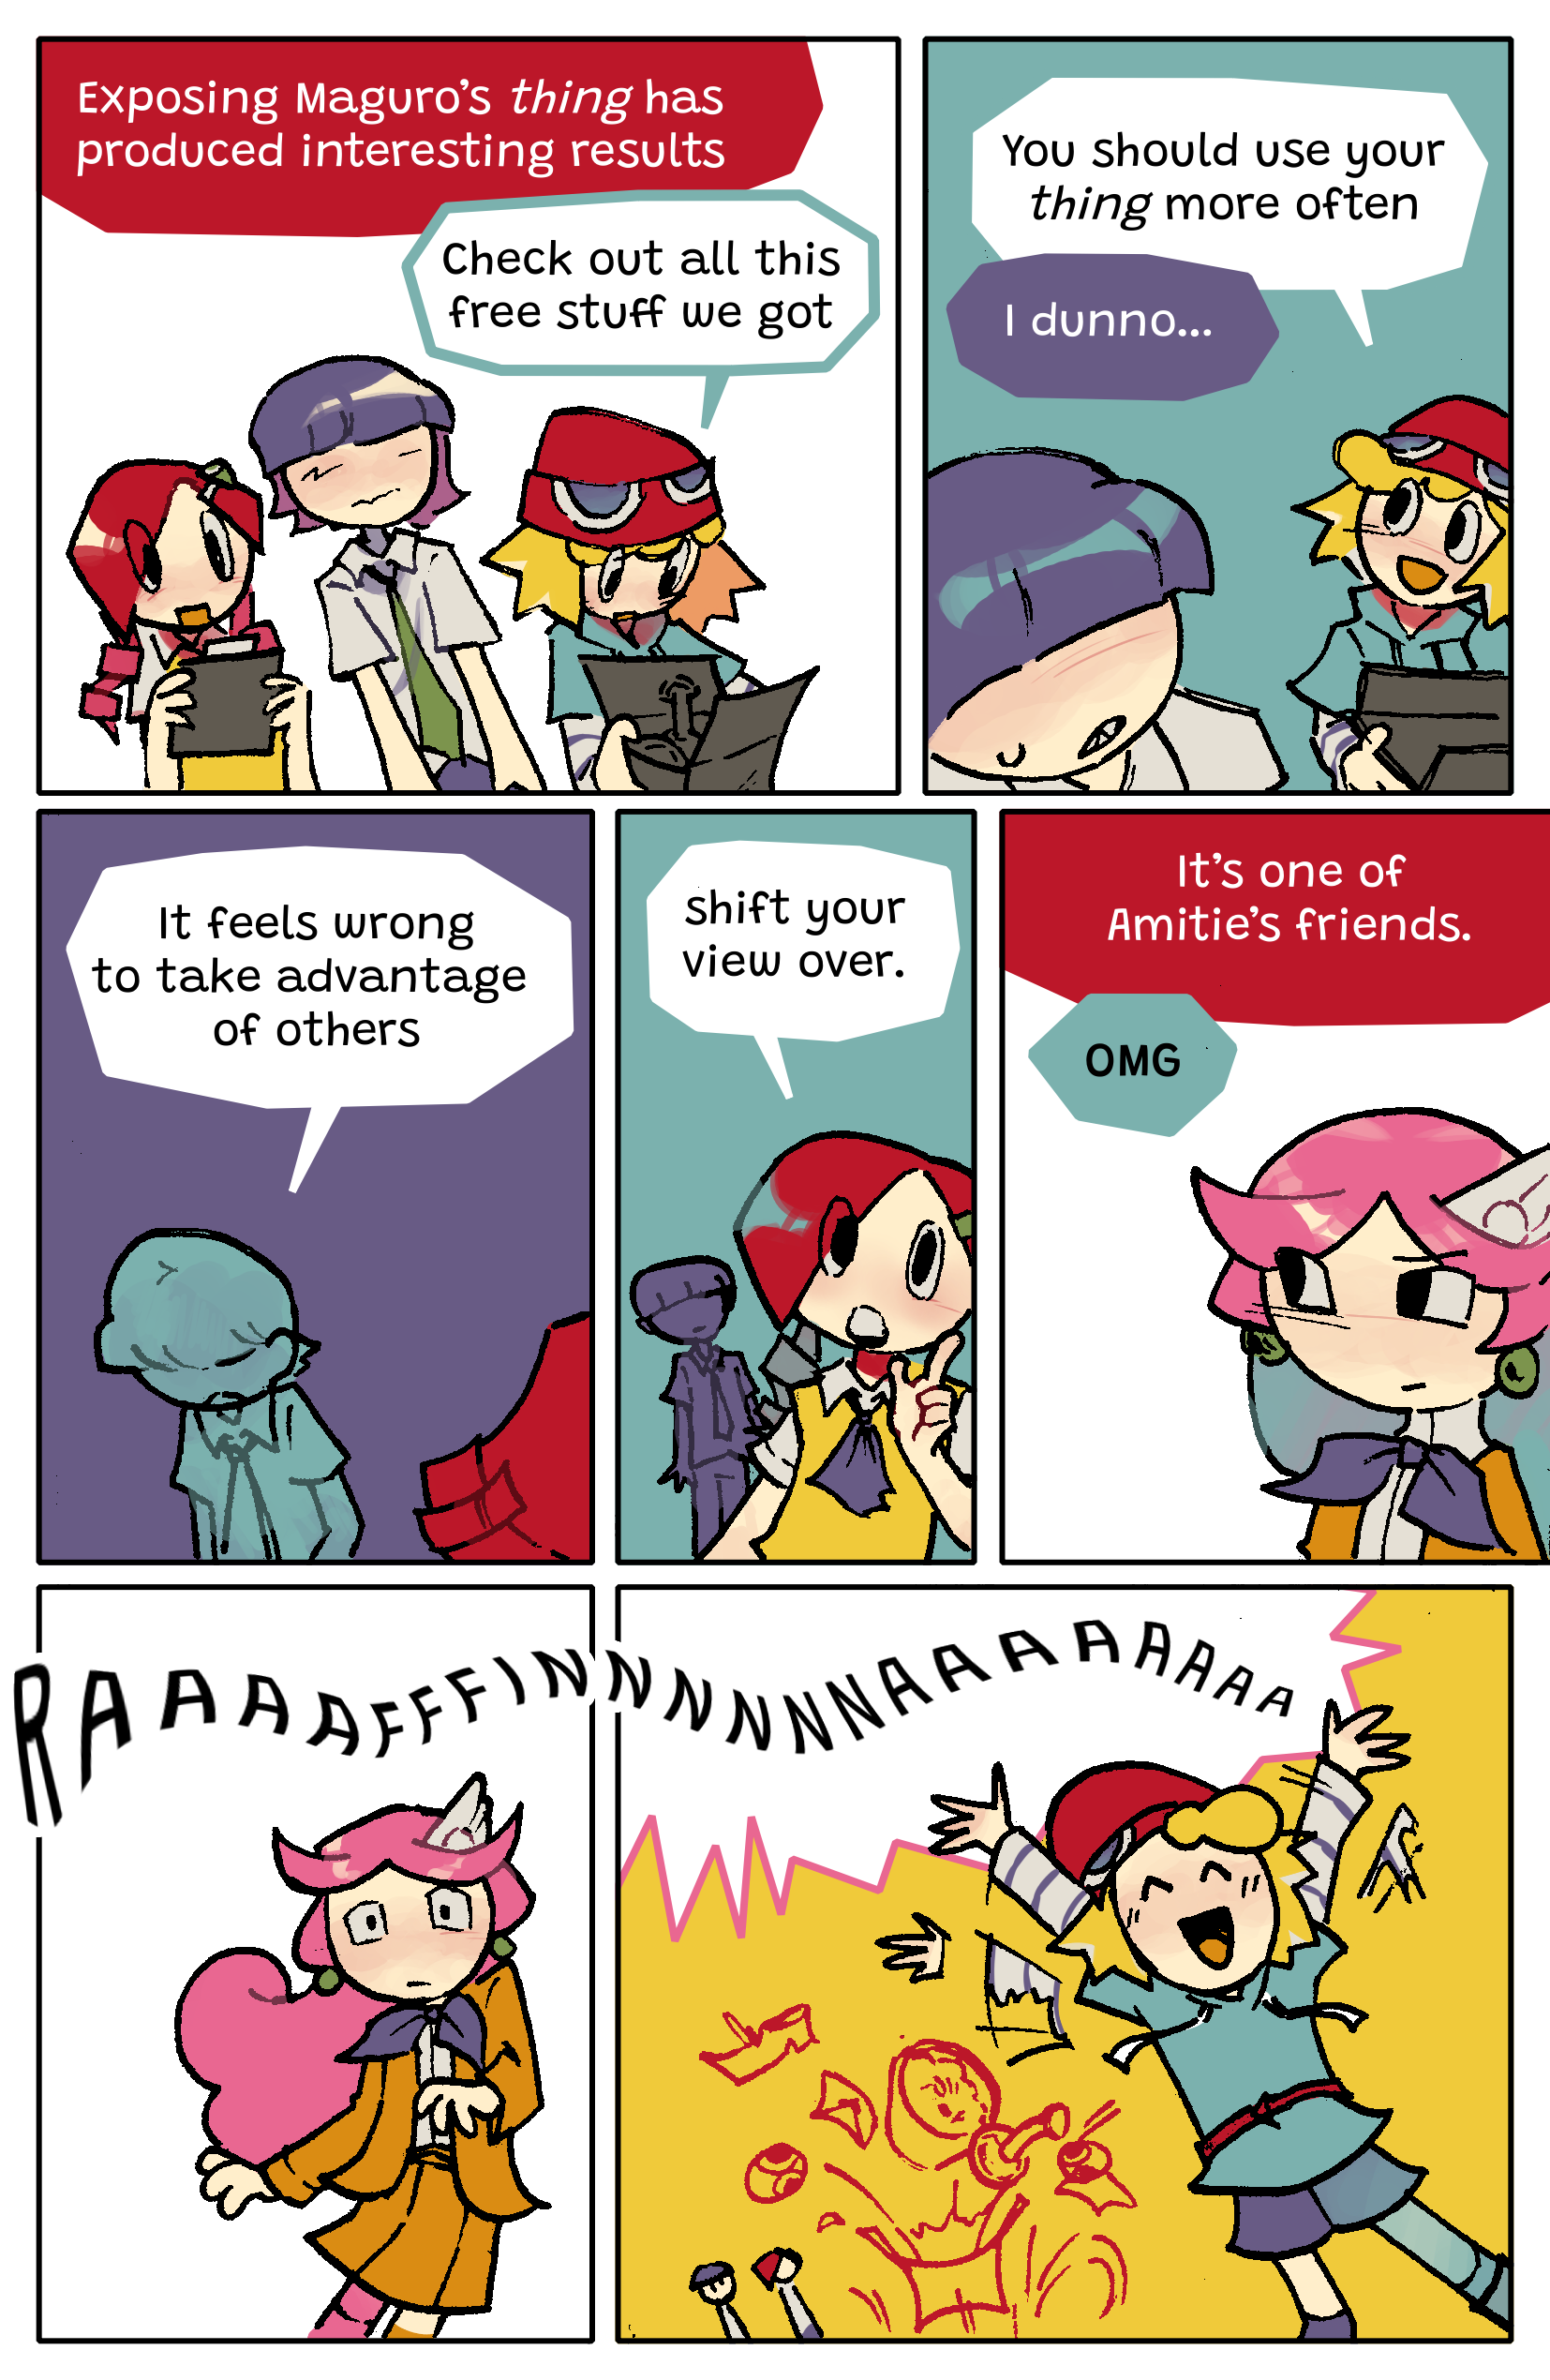 Exposing Maguro's thing has
produced interesting results
Check out all this
free stuff we got
You should use your
thing more often
I dunno...
It feels wrong
to take advantage
of others
shift your
view over.
It's one of
Amitie's friends.
OMG
RAAAAFFFINNNNNNNAAAAAAAAA